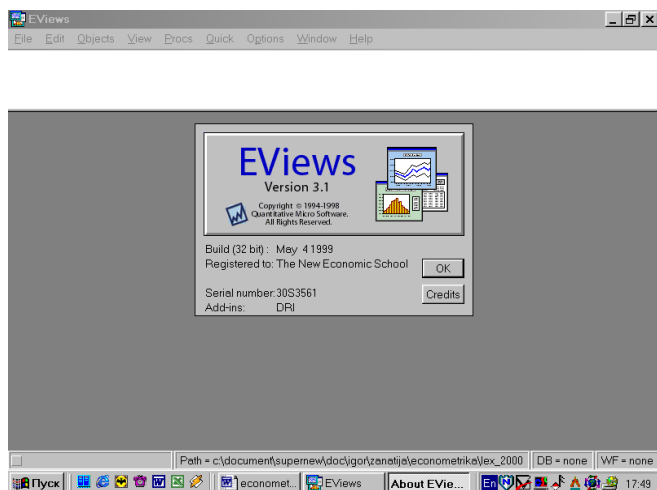 EViews
File Edit Objects View Procs Quick Options Window Help
EViews
Version 3.1
Copyright © 1994-1998
Quantitative Micro Software.
All Rights Reserved.
Build (32 bit) : May 4 1999
Registered to: The New Economic School
OK
Serial number: 30S3561
Credits
Add-ins: DRI
Path = c:\document\supernew\doc\igor\zanatija\econometrika\lex_2000 DB = none WF = none
Пуск 1economet... EViews About EVie... En 17:49